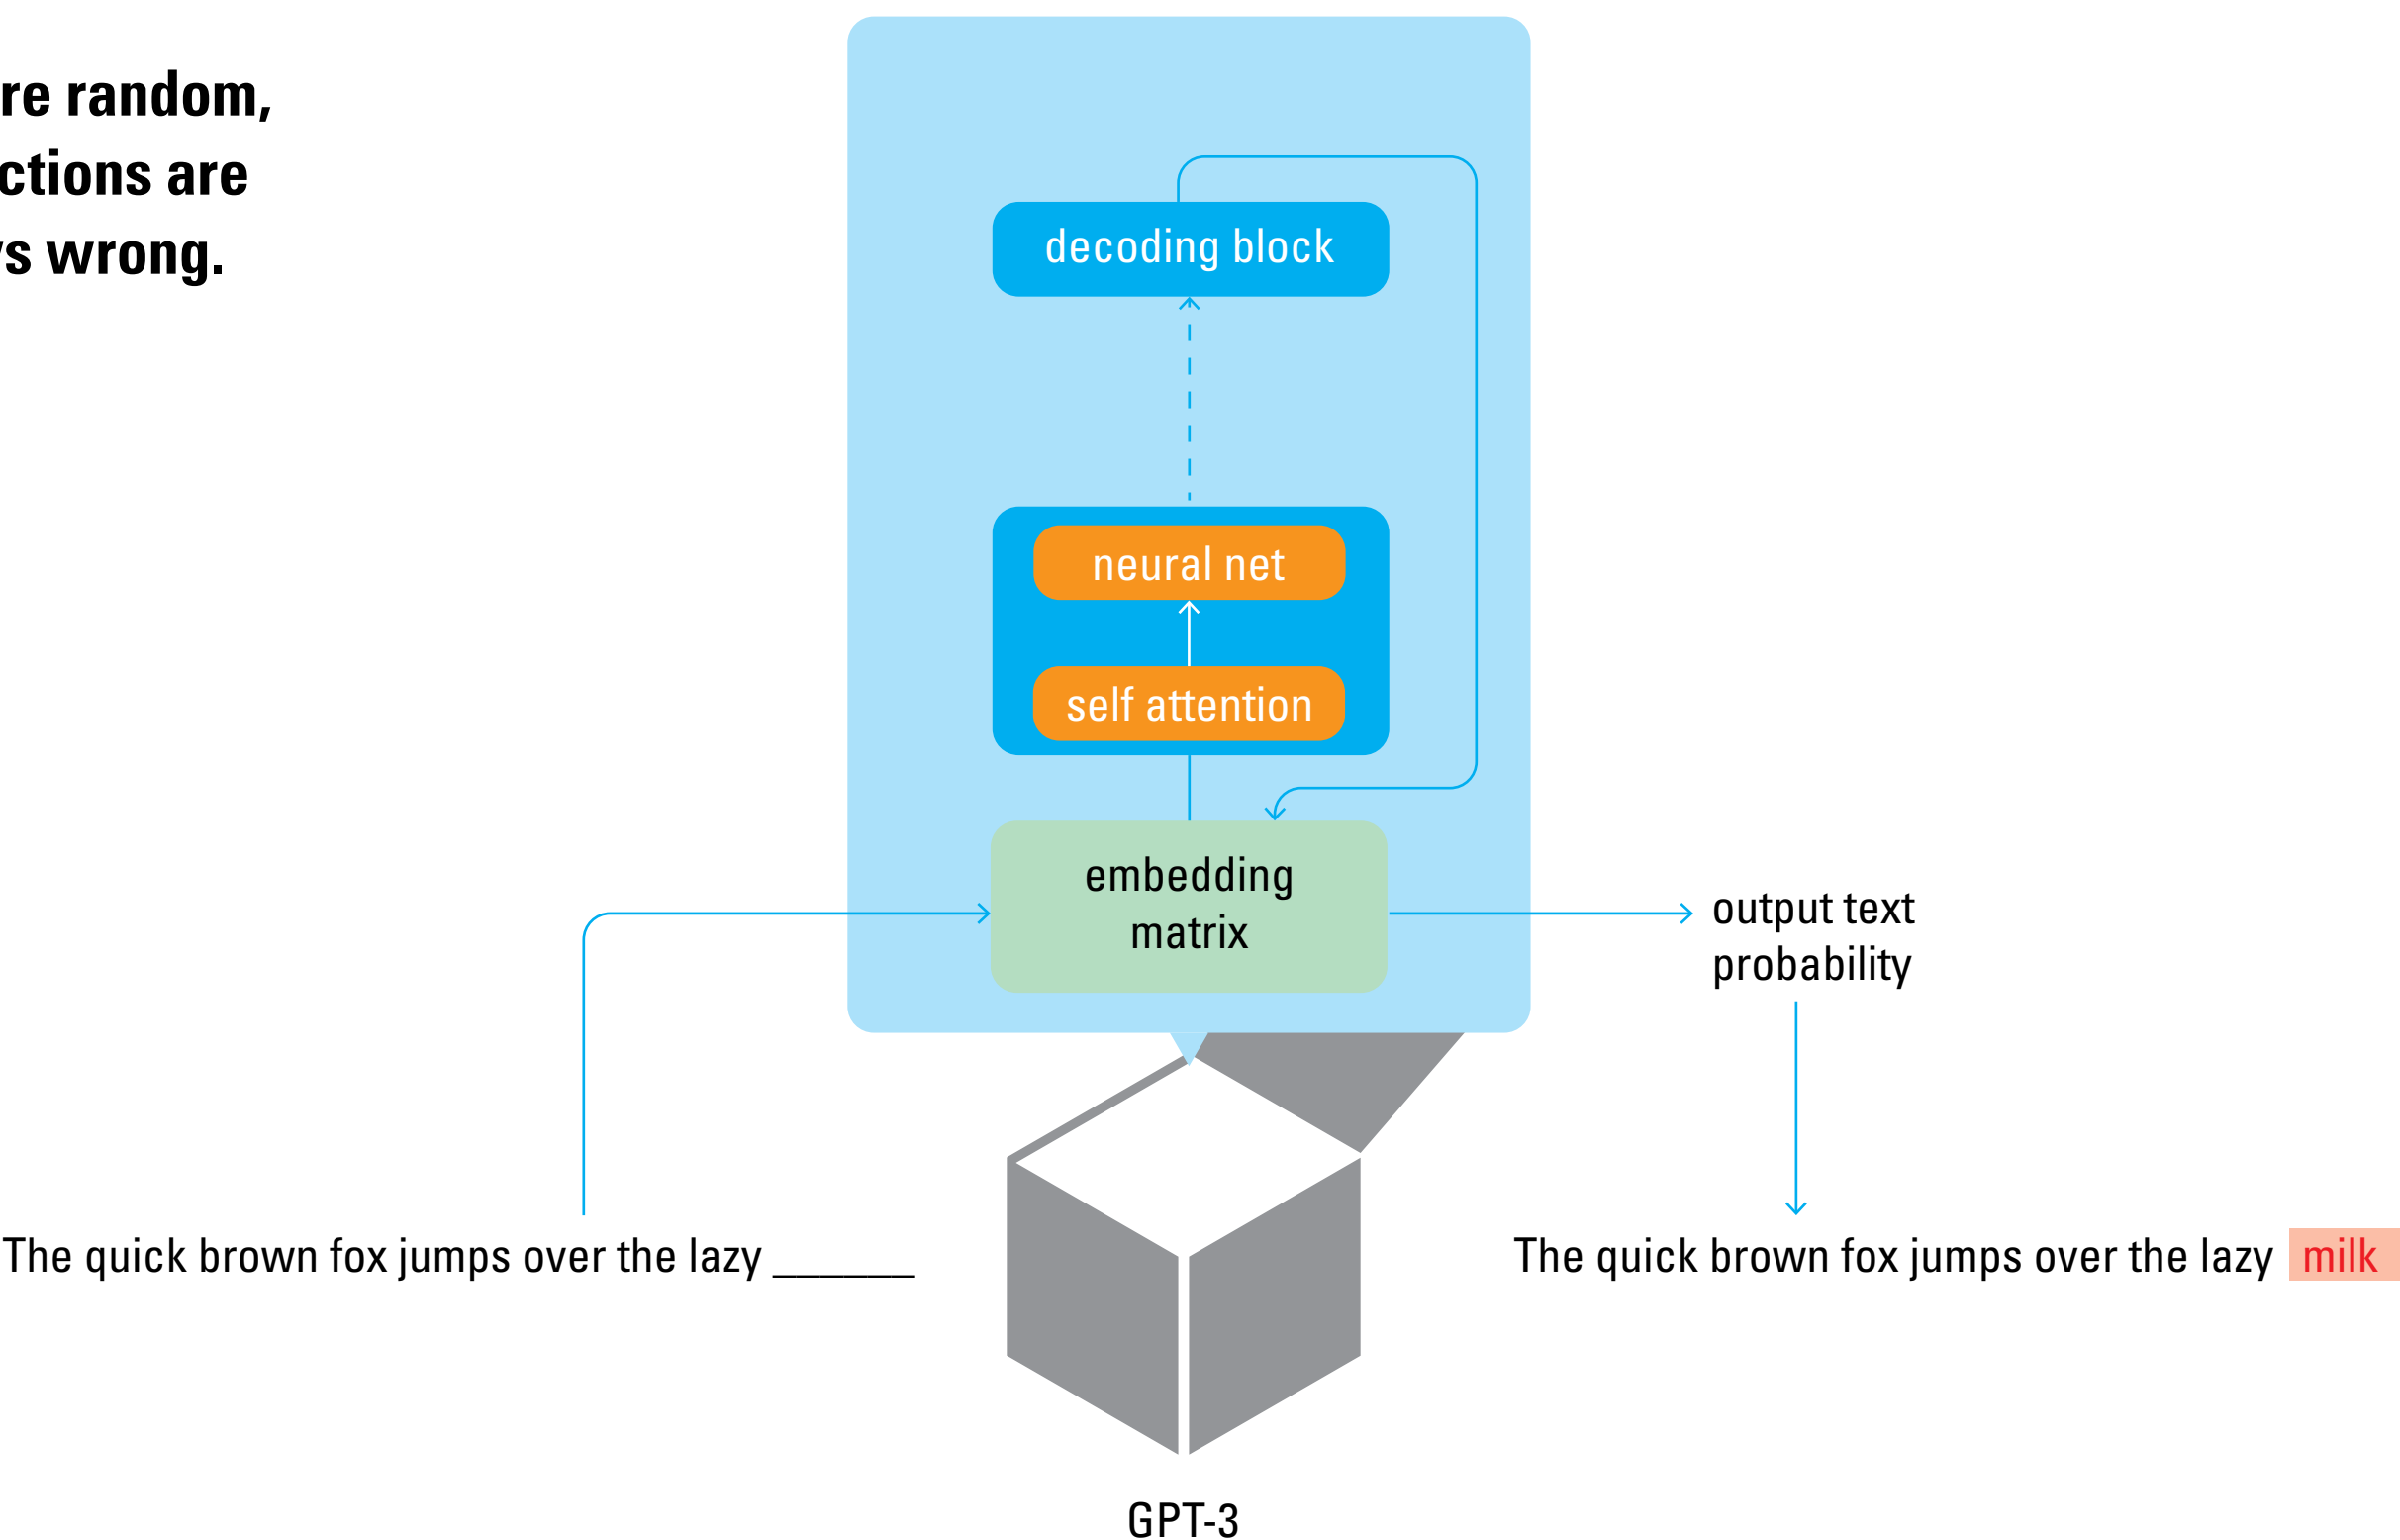 re random,
ctions are
s wrong.
decoding block
neural net
self attention
embedding
matrix
output text
probability
The quick brown fox jumps over the lazy ______
The quick brown fox jumps over the lazy milk
GPT-3